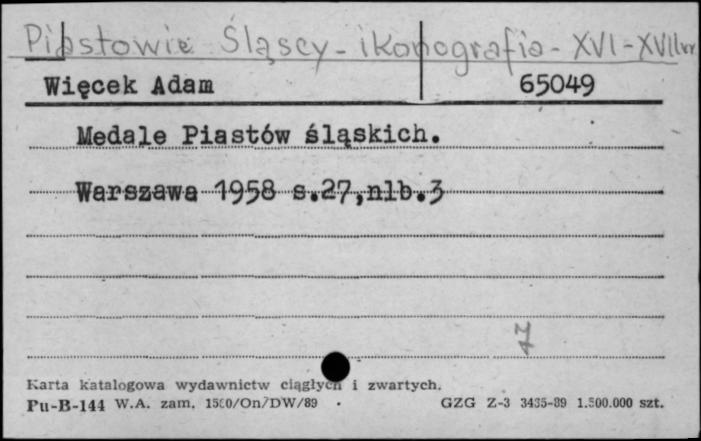 Piastowie Śląscy - ikonografia - XVI - XVII w
Więcek Adam 65049
Medale Piastów śląskich.
Warszawa 1958 s.27,nlb.3
7
Karta katalogowa wydawnictw ciągłych i zwartych.
Pu-B-144 W.A. zam. 1500/On/DW/89 GZG Z-3 3435-89 1.500.000 szt.